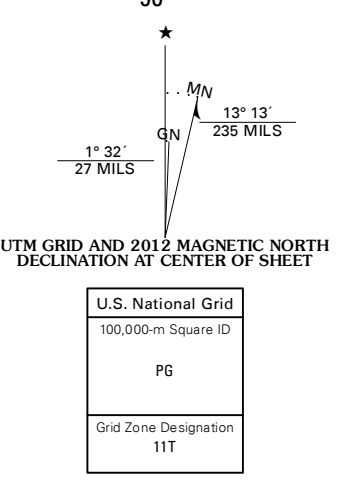 ★
MN
13° 13´
235 MILS
GN
1° 32´
27 MILS
UTM GRID AND 2012 MAGNETIC NORTH
DECLINATION AT CENTER OF SHEET
U.S. National Grid
100,000-m Square ID
PG
Grid Zone Designation
11T